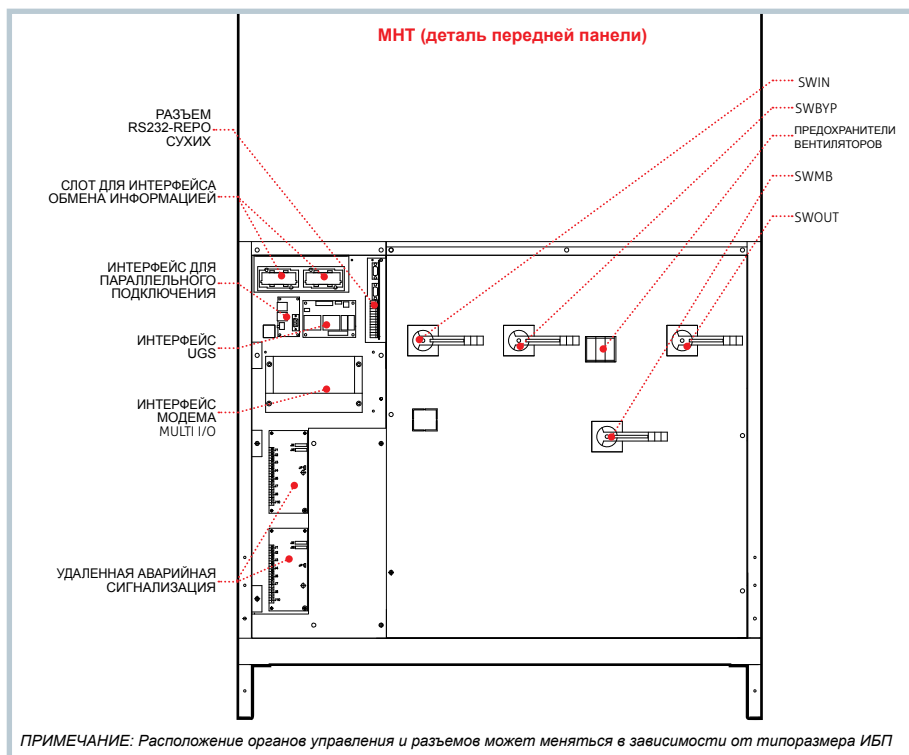 МНТ (деталь передней панели)
РАЗЪЕМ
RS232-REPO
СУХИХ
СЛОТ ДЛЯ ИНТЕРФЕЙСА
ОБМЕНА ИНФОРМАЦИЕЙ
ИНТЕРФЕЙС ДЛЯ
ПАРАЛЛЕЛЬНОГО
ПОДКЛЮЧЕНИЯ
ИНТЕРФЕЙС
UGS
ИНТЕРФЕЙС
МОДЕМА
MULTI I/O
УДАЛЕННАЯ АВАРИЙНАЯ
СИГНАЛИЗАЦИЯ
SWIN
SWBYP
ПРЕДОХРАНИТЕЛИ
ВЕНТИЛЯТОРОВ
SWMB
SWOUT
ПРИМЕЧАНИЕ: Расположение органов управления и разъемов может меняться в зависимости от типоразмера ИБП